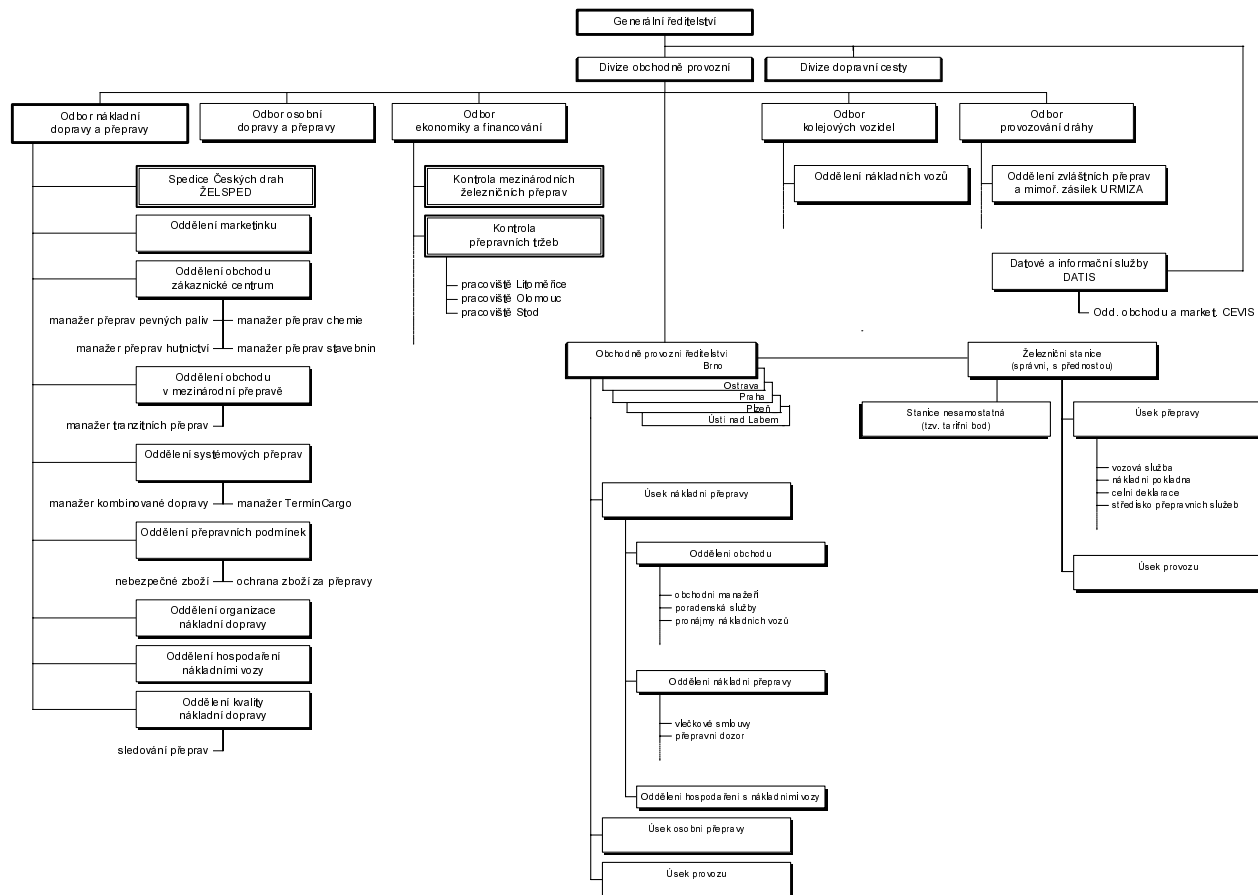 Generální ředitelství
Divize obchodně provozní
Divize dopravní cesty
Odbor nákladní
dopravy a přepravy
Odbor osobní
dopravy a přepravy
Odbor
ekonomiky a financování
Odbor
kolejových vozidel
Odbor
provozování dráhy
Spedice Českých drah
ŽELSPED
Oddělení marketinku
Oddělení obchodu
zákaznické centrum
manažer přeprav pevných paliv
manažer přeprav chemie
manažer přeprav hutnictví
manažer přeprav stavebnin
Oddělení obchodu
v mezinárodní přepravě
manažer tranzitních přeprav
Oddělení systémových přeprav
manažer kombinované dopravy
manažer TermínCargo
Oddělení přepravních podmínek
nebezpečné zboží
ochrana zboží za přepravy
Oddělení organizace
nákladní dopravy
Oddělení hospodaření
nákladními vozy
Oddělení kvality
nákladní dopravy
sledování přeprav
Kontrola mezinárodních
železničních přeprav
Kontrola
přepravních tržeb
pracoviště Litoměřice
pracoviště Olomouc
pracoviště Stod
Oddělení nákladních vozů
Oddělení zvláštních přeprav
a mimoř. zásilek URMIZA
Datové a informační služby
DATIS
Odd. obchodu a market. CEVIS
Obchodně provozní ředitelství
Brno
Ostrava
Praha
Plzeň
Ústí nad Labem
Železniční stanice
(správní, s přednostou)
Stanice nesamostatná
(tzv. tarifní bod)
Úsek přepravy
vozová služba
nákladní pokladna
celní deklarace
středisko přepravních služeb
Úsek provozu
Úsek nákladní přepravy
Oddělení obchodu
obchodní manažeři
poradenská služby
pronájmy nákladních vozů
Oddělení nákladní přepravy
vlečkové smlouvy
přepravní dozor
Oddělení hospodaření s nákladními vozy
Úsek osobní přepravy
Úsek provozu